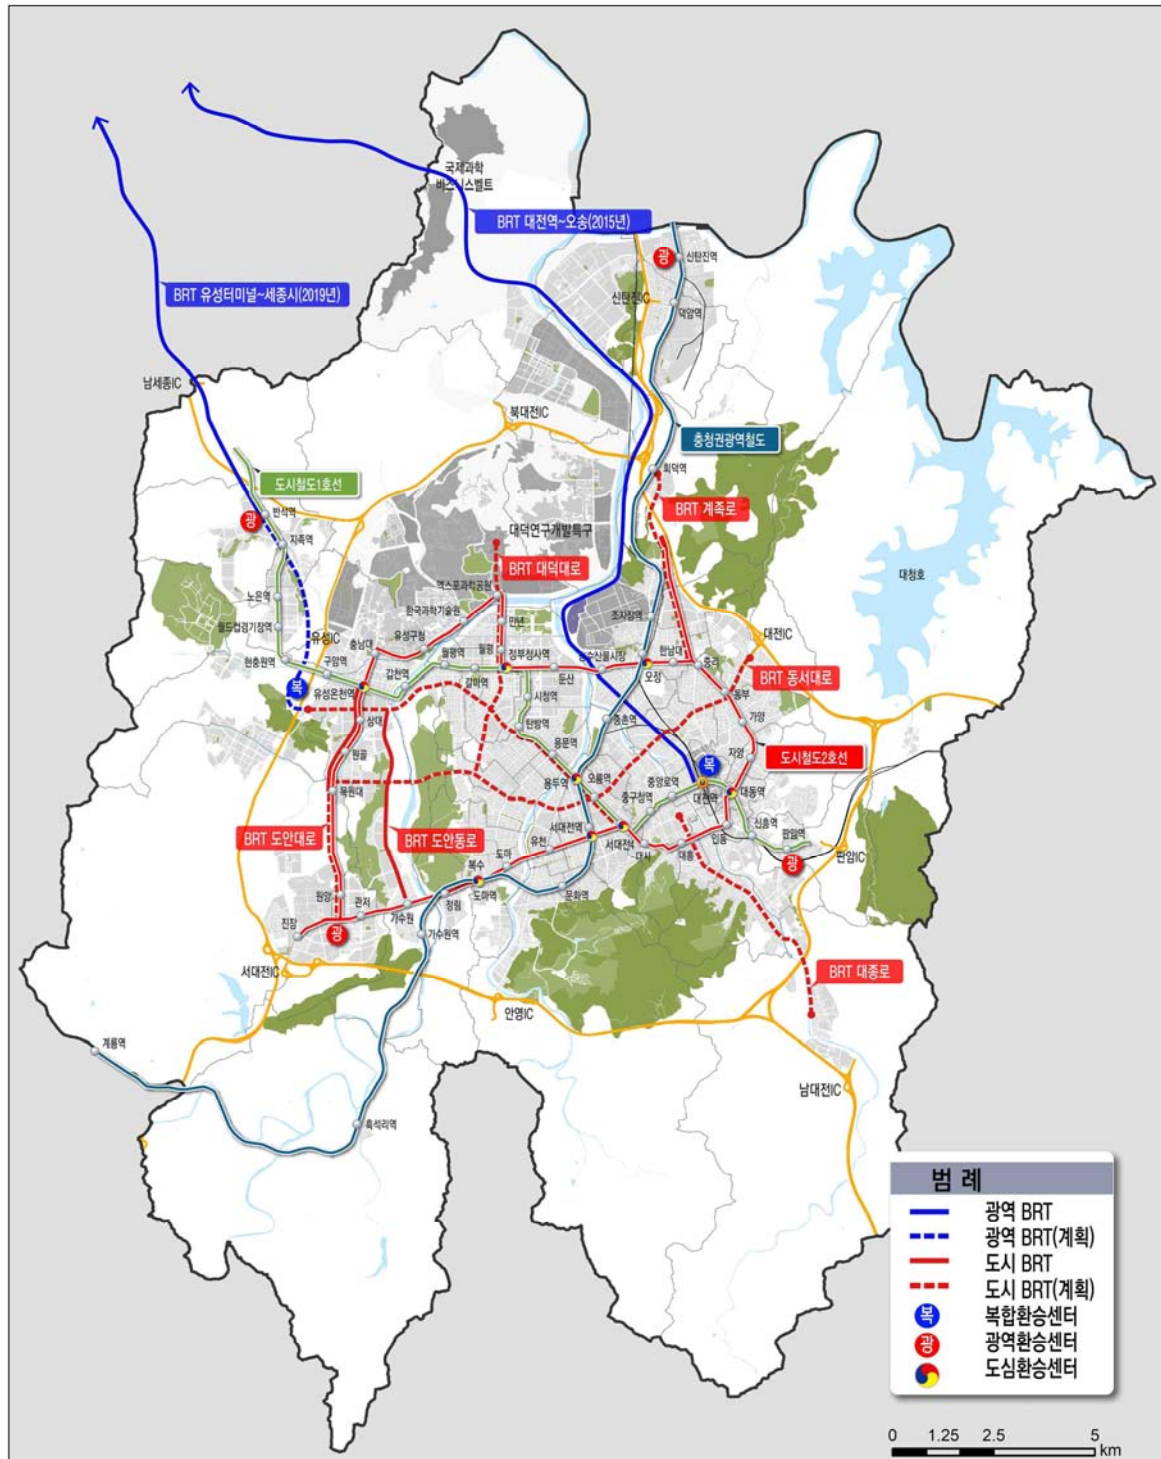 국제과학
비즈니스벨트
BRT 대전역~오송(2015년)
광
신탄진역
BRT 유성터미널~세종시(2019년)
신탄진IC
덕암역
남세종IC
북대전IC
충청권광역철도
회덕역
도시철도1호선
BRT 계족로
반석역
광
대덕연구개발특구
지족역
BRT 대덕대로
대청호
엑스포과학공원
노은역
한국과학기술원
만년
조차장역
월드컵경기장역
유성IC
충남대
유성구청
대전IC
월평역
월평
정부청사역
농수산물시장
한남대
현충원역
구암역
갑천역
갈마역
둔산
오정
중리
BRT 동서대로
복
유성온천역
시청역
동부
상대
탄방역
중촌역
가양
용문역
원골
자양
도시철도2호선
복
용두역
오룡역
중앙로역
목원대
중구청역
대전역
대동역
서대전역
신흥역
판암역
BRT 도안대로
BRT 도안동로
유천
서대전4
대사
대흥
인동
판암IC
도마
복수
광
원앙
도마역
문화역
관저
가수원
정림
진잠
광
가수원역
서대전IC
BRT 대종로
안영IC
계룡역
남대전IC
흑석리역
범 례
광역 BRT
광역 BRT(계획)
도시 BRT
도시 BRT(계획)
복 복합환승센터
광 광역환승센터
도심환승센터
0 1.25 2.5 5
km